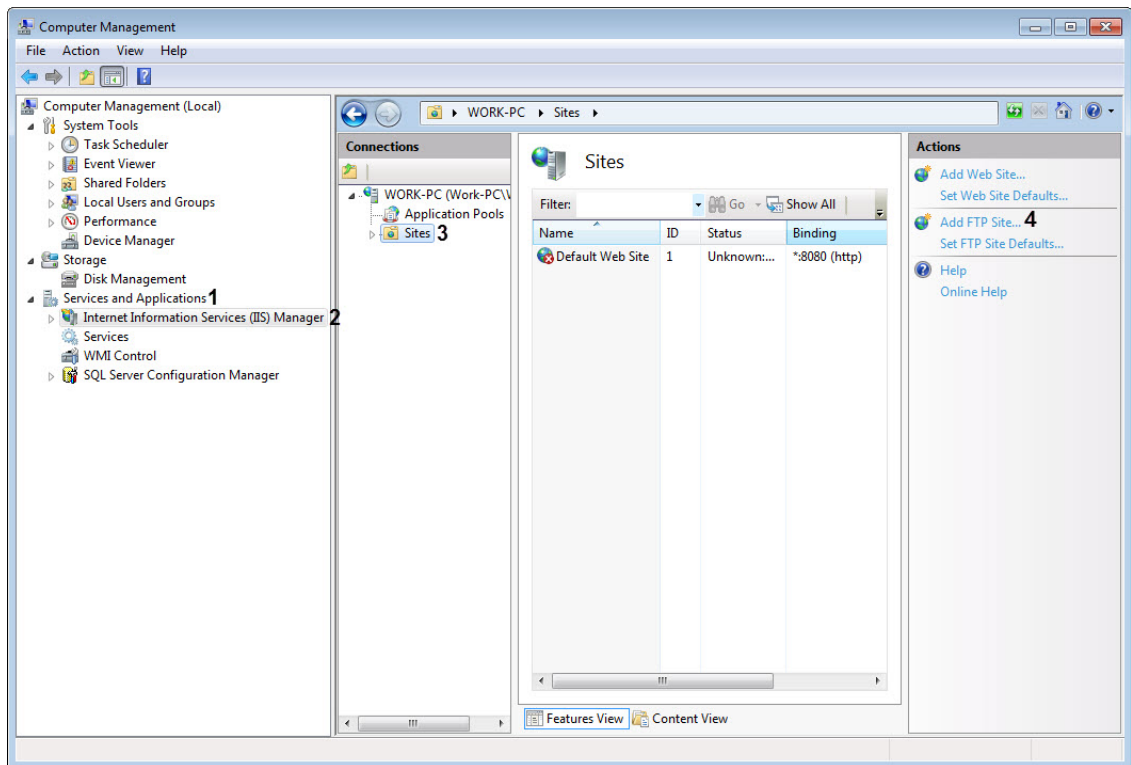 Computer Management
File Action View Help
Computer Management (Local)
System Tools
Task Scheduler
Event Viewer
Shared Folders
Local Users and Groups
Performance
Device Manager
Storage
Disk Management
Services and Applications 1
Internet Information Services (IIS) Manager 2
Services
WMI Control
SQL Server Configuration Manager
WORK-PC Sites
Connections
WORK-PC (Work-PC\
Application Pools
Sites 3
Sites
Filter: Go Show All
Name ID Status Binding
Default Web Site 1 Unknown:... *:8080 (http)
Features View Content View
Actions
Add Web Site...
Set Web Site Defaults...
Add FTP Site... 4
Set FTP Site Defaults...
Help
Online Help